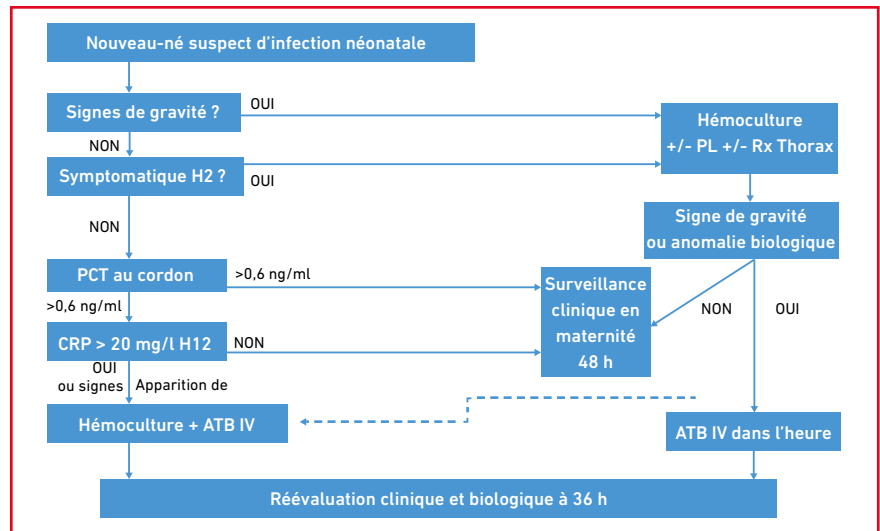 Nouveau-né suspect d'infection néonatale
Signes de gravité ?
OUI
Hémoculture
+/- PL +/- Rx Thorax
NON
Symptomatique H2 ?
OUI
Signe de gravité
ou anomalie biologique
NON
PCT au cordon
>0,6 ng/ml
Surveillance
clinique en
maternité
48 h
NON
OUI
>0,6 ng/ml
CRP > 20 mg/l H12
NON
OUI
ou signes
Apparition de
Hémoculture + ATB IV
ATB IV dans l'heure
Réévaluation clinique et biologique à 36 h